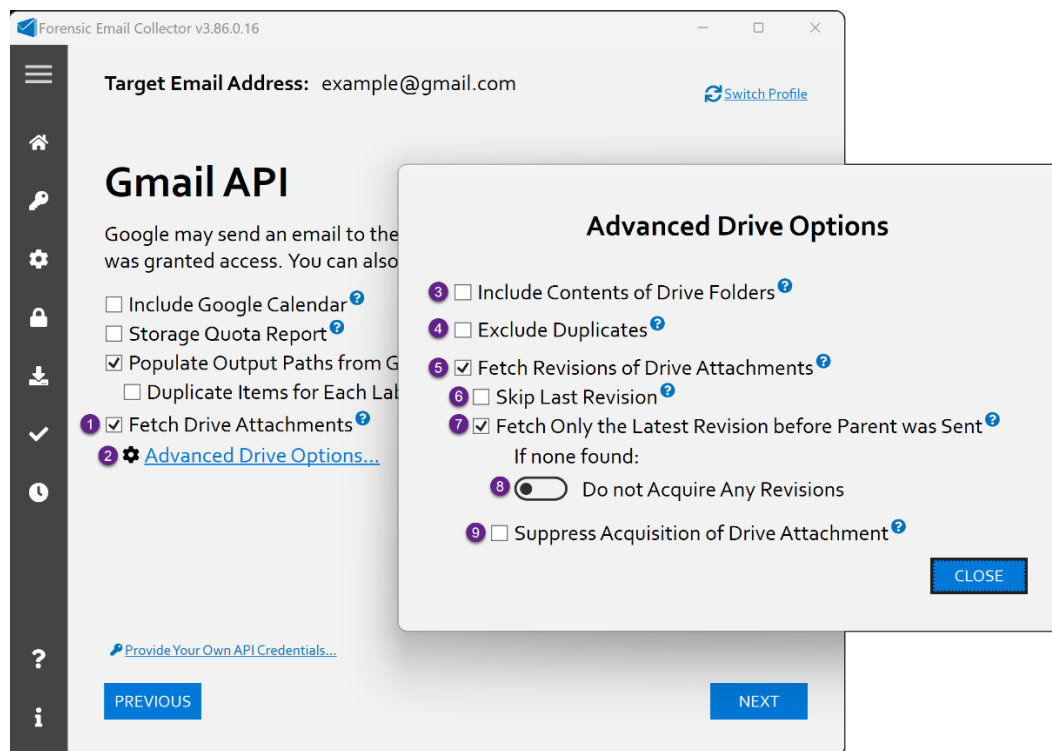 Forensic Email Collector v3.86.0.16
Target Email Address: example@gmail.com
Switch Profile
Gmail API
Google may send an email to the
was granted access. You can also
Include Google Calendar ?
Storage Quota Report ?
Populate Output Paths from G
Duplicate Items for Each Lab
1 Fetch Drive Attachments ?
2 Advanced Drive Options...
Advanced Drive Options
3 Include Contents of Drive Folders ?
4 Exclude Duplicates ?
5 Fetch Revisions of Drive Attachments ?
6 Skip Last Revision ?
7 Fetch Only the Latest Revision before Parent was Sent ?
If none found:
8 Do not Acquire Any Revisions
9 Suppress Acquisition of Drive Attachment ?
CLOSE
Provide Your Own API Credentials...
PREVIOUS
NEXT
?
i